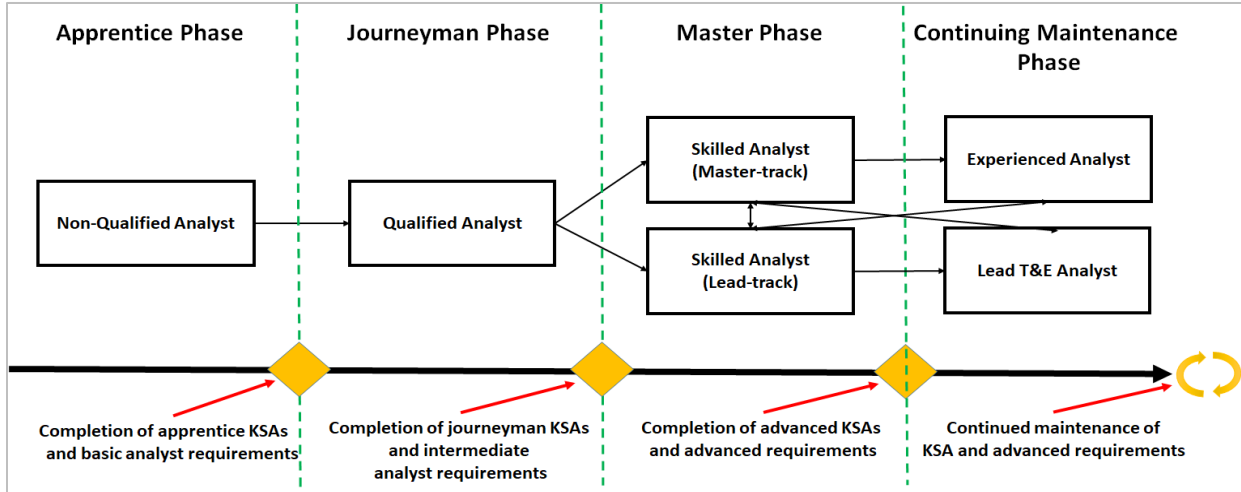 Apprentice Phase
Journeyman Phase
Master Phase
Continuing Maintenance
Phase
Non-Qualified Analyst
Qualified Analyst
Skilled Analyst
(Master-track)
Skilled Analyst
(Lead-track)
Experienced Analyst
Lead T&E Analyst
Completion of apprentice KSAs
and basic analyst requirements
Completion of journeyman KSAs
and intermediate
analyst requirements
Completion of advanced KSAs
and advanced requirements
Continued maintenance of
KSA and advanced requirements